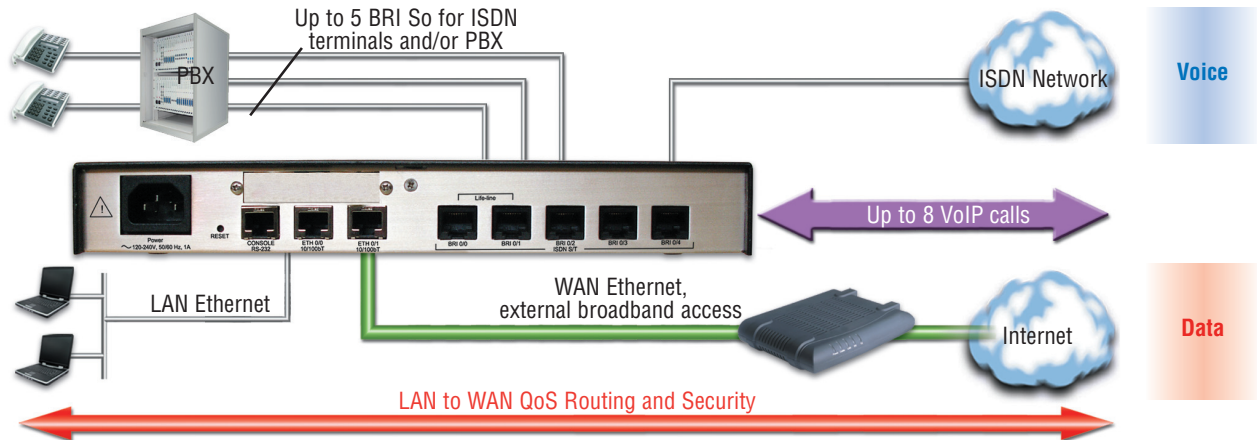 Up to 5 BRI So for ISDN
terminals and/or PBX
PBX
ISDN Network
Voice
Life-line
Power
~120-240V, 50/60 Hz, 1A
RESET
CONSOLE
RS-232
ETH 0/0
10/100bT
ETH 0/1
10/100bT
BRI 0/0
BRI 0/1
BRI 0/2
BRI 0/3
BRI 0/4
ISDN S/T
Up to 8 VoIP calls
LAN Ethernet
WAN Ethernet,
external broadband access
Internet
Data
LAN to WAN QoS Routing and Security